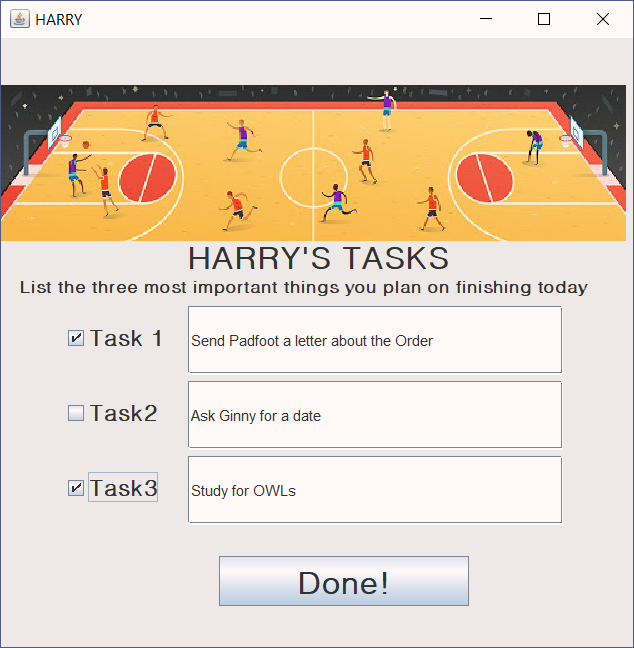 HARRY
HARRY'S TASKS
List the three most important things you plan on finishing today
Task 1
Send Padfoot a letter about the Order
Task2
Ask Ginny for a date
Task3
Study for OWLs
Done!